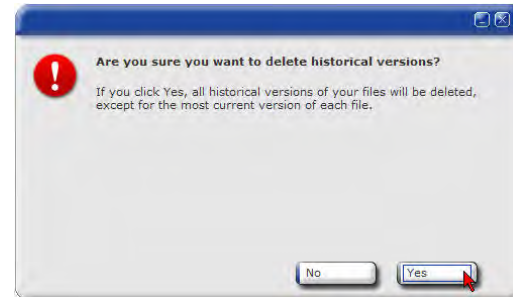 Are you sure you want to delete historical versions?
If you click Yes, all historical versions of your files will be deleted,
except for the most current version of each file.
No
Yes